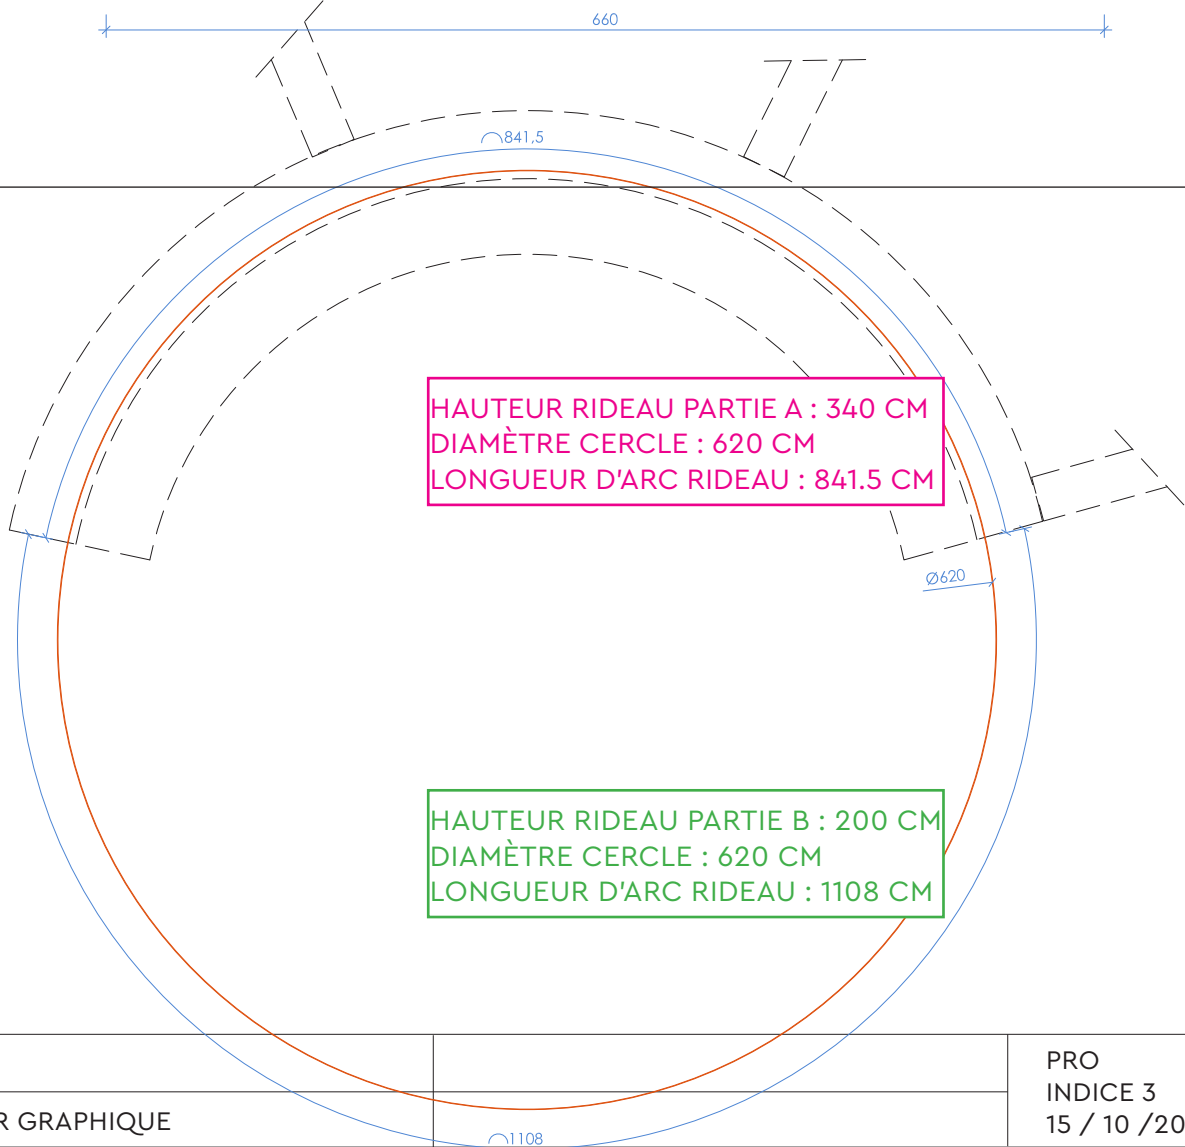 660
841,5
HAUTEUR RIDEAU PARTIE A : 340 CM
DIAMÈTRE CERCLE : 620 CM
LONGUEUR D'ARC RIDEAU : 841.5 CM
Ø620
HAUTEUR RIDEAU PARTIE B : 200 CM
DIAMÈTRE CERCLE : 620 CM
LONGUEUR D'ARC RIDEAU : 1108 CM
PRO
INDICE 3
R GRAPHIQUE
15 / 10 /20
1108